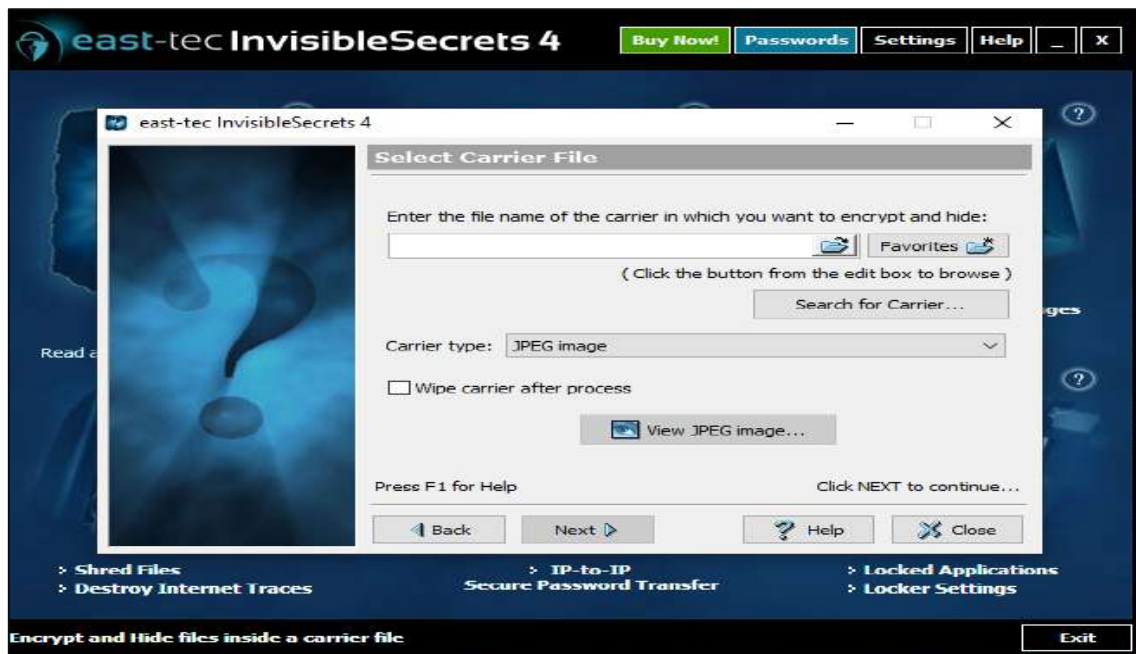 east-tec InvisibleSecrets 4
Buy Now! Passwords Settings Help _ X
?
east-tec InvisibleSecrets 4
Select Carrier File
Enter the file name of the carrier in which you want to encrypt and hide:
Favorites
( Click the button from the edit box to browse )
Search for Carrier...
ges
Carrier type: JPEG image
Read a
Wipe carrier after process
?
View JPEG image...
Press F1 for Help
Click NEXT to continue...
Back Next Help Close
> Shred Files > IP-to-IP > Locked Applications
> Destroy Internet Traces Secure Password Transfer > Locker Settings
Encrypt and Hide files inside a carrier file
Exit